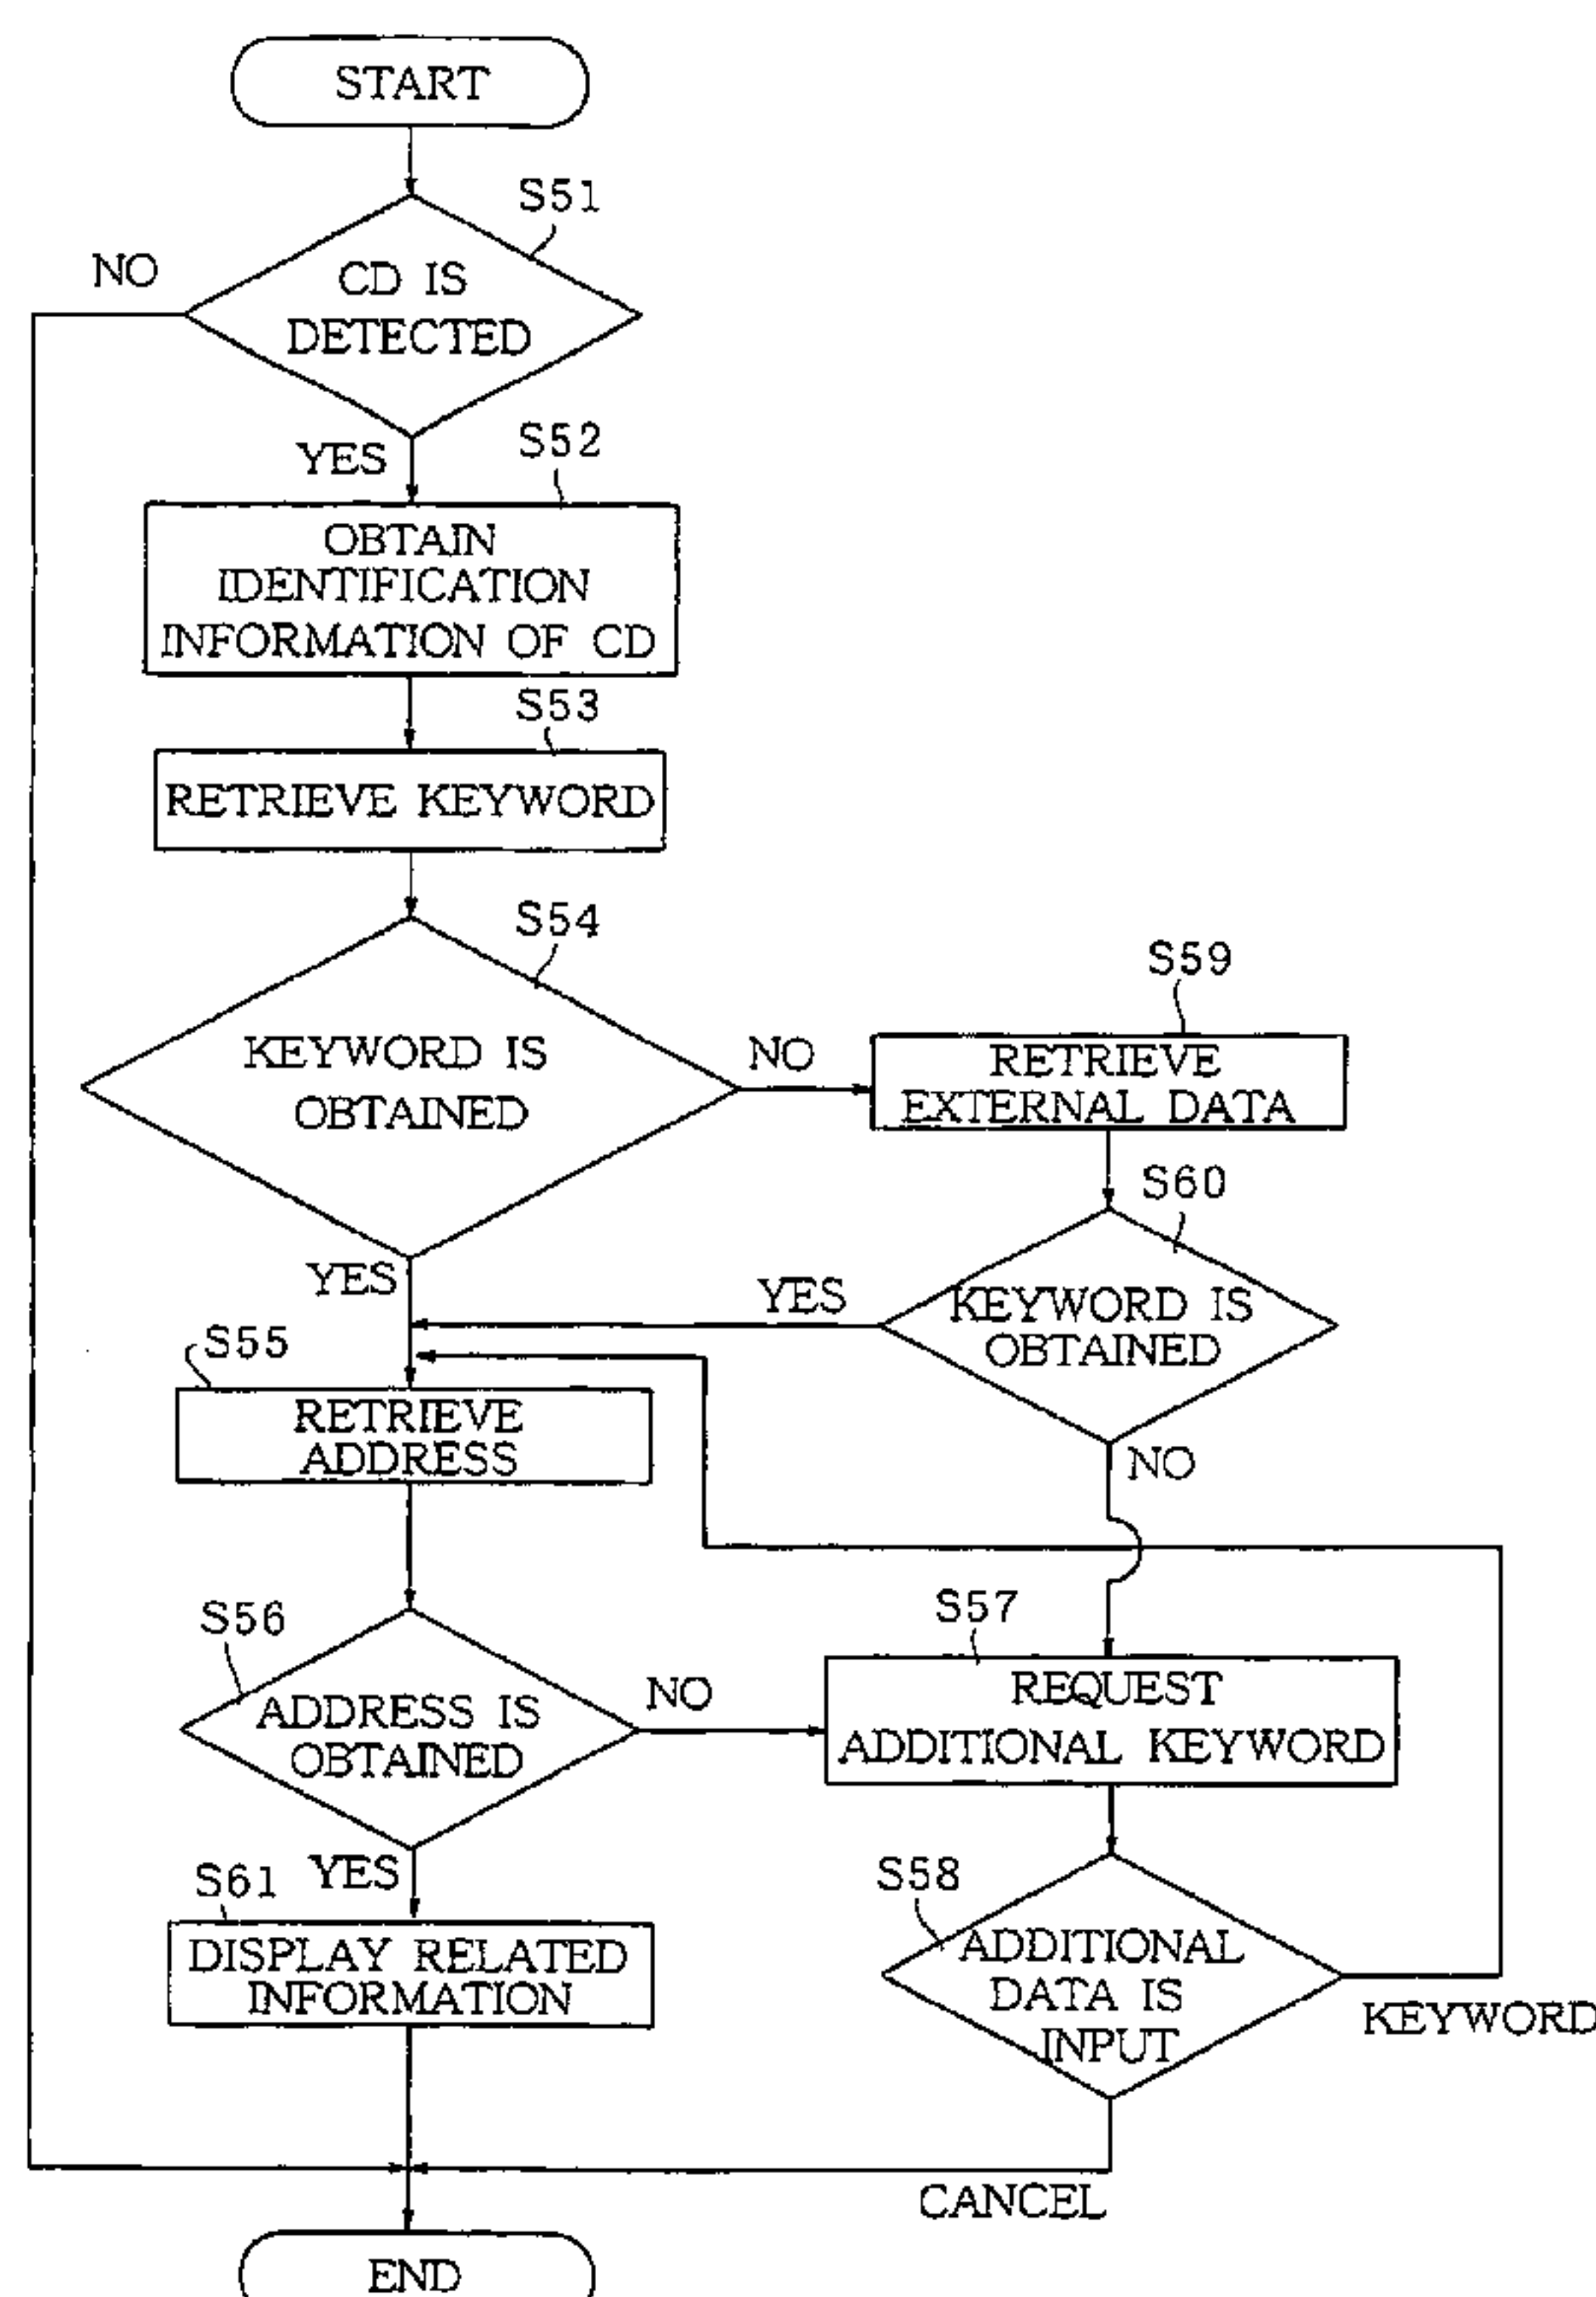 START
S51
NO
CD IS
DETECTED
YES
S52
OBTAIN
IDENTIFICATION
INFORMATION OF CD
S53
RETRIEVE KEYWORD
S54
KEYWORD IS
OBTAINED
NO
S59
RETRIEVE
EXTERNAL DATA
S60
YES
YES
KEYWORD IS
OBTAINED
NO
S55
RETRIEVE
ADDRESS
S56
ADDRESS IS
OBTAINED
NO
S57
REQUEST
ADDITIONAL KEYWORD
S61
YES
S58
ADDITIONAL
DATA IS
INPUT
KEYWORD
DISPLAY RELATED
INFORMATION
CANCEL
END